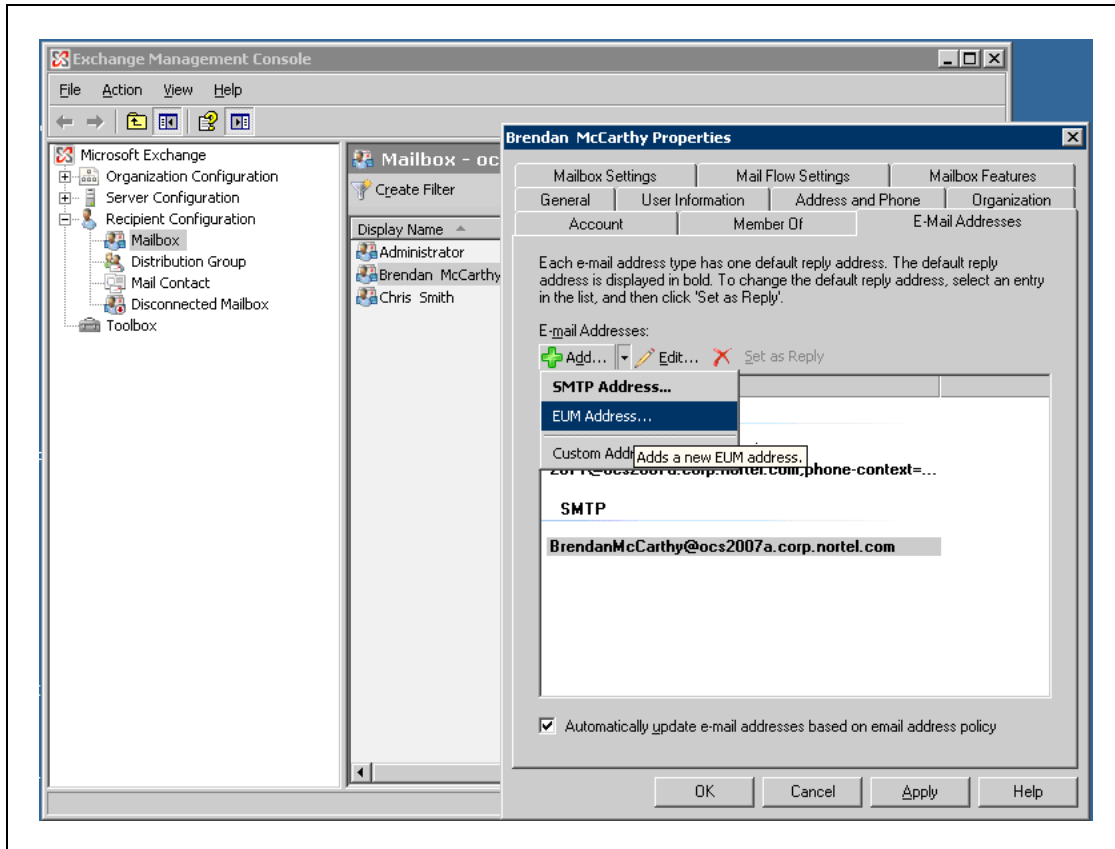 Exchange Management Console
File Action View Help
Microsoft Exchange
Organization Configuration
Server Configuration
Recipient Configuration
Mailbox
Distribution Group
Mail Contact
Disconnected Mailbox
Toolbox
Mailbox - oc
Create Filter
Display Name
Administrator
Brendan McCarthy
Chris Smith
Brendan McCarthy Properties
Mailbox Settings Mail Flow Settings Mailbox Features
General User Information Address and Phone Organization
Account Member Of E-Mail Addresses
Each e-mail address type has one default reply address. The default reply
address is displayed in bold. To change the default reply address, select an entry
in the list, and then click 'Set as Reply'.
E-mail Addresses:
Add... Edit... Set as Reply
SMTP Address...
EUM Address...
Custom Addr
Adds a new EUM address.
SMTP
BrendanMcCarthy@ocs2007a.corp.nortel.com
Automatically update e-mail addresses based on email address policy
OK Cancel Apply Help